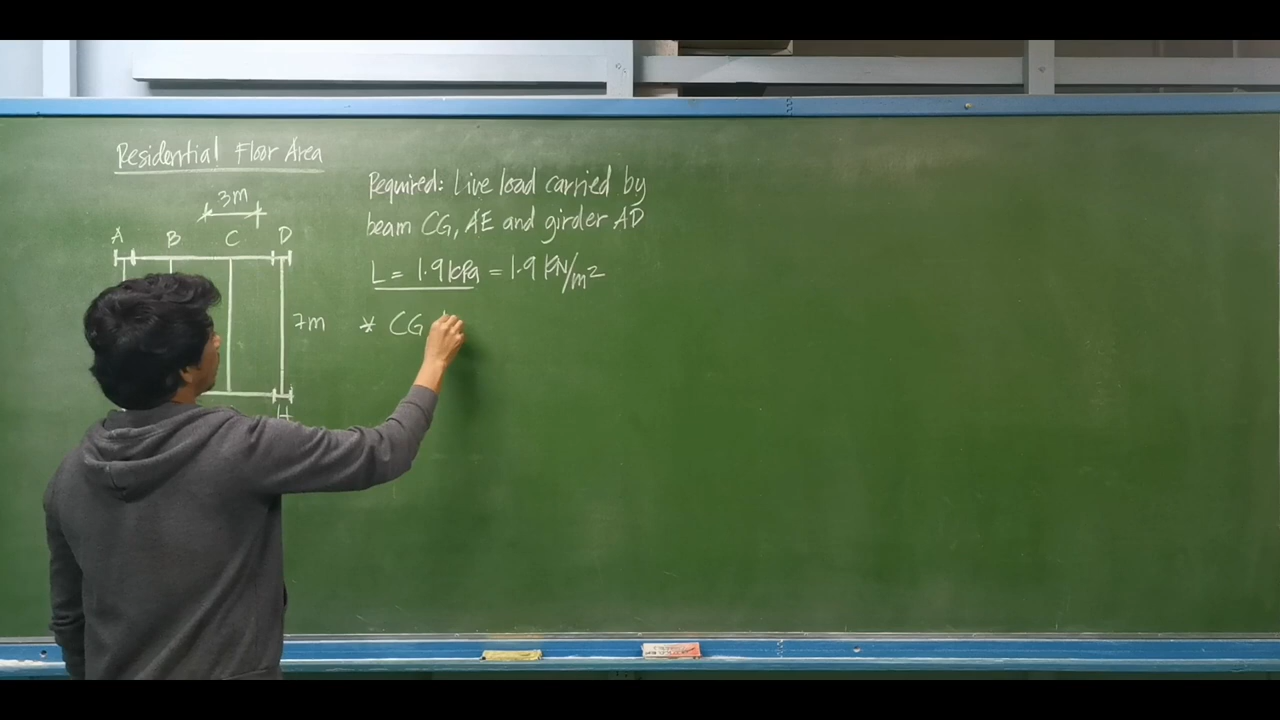 Residential Floor Area
3m
A B C D
7m
H
Required: Live load carried by
beam CG, AE and girder AD
L = 1.9 kPa = 1.9 KN/m²
* CG